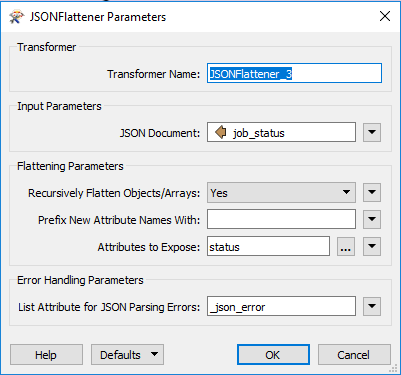 JSONFlattener Parameters
Transformer
Transformer Name: JSONFlattener_3
Input Parameters
JSON Document: job_status
Flattening Parameters
Recursively Flatten Objects/Arrays: Yes
Prefix New Attribute Names With:
Attributes to Expose: status ...
Error Handling Parameters
List Attribute for JSON Parsing Errors: _json_error
Help Defaults OK Cancel